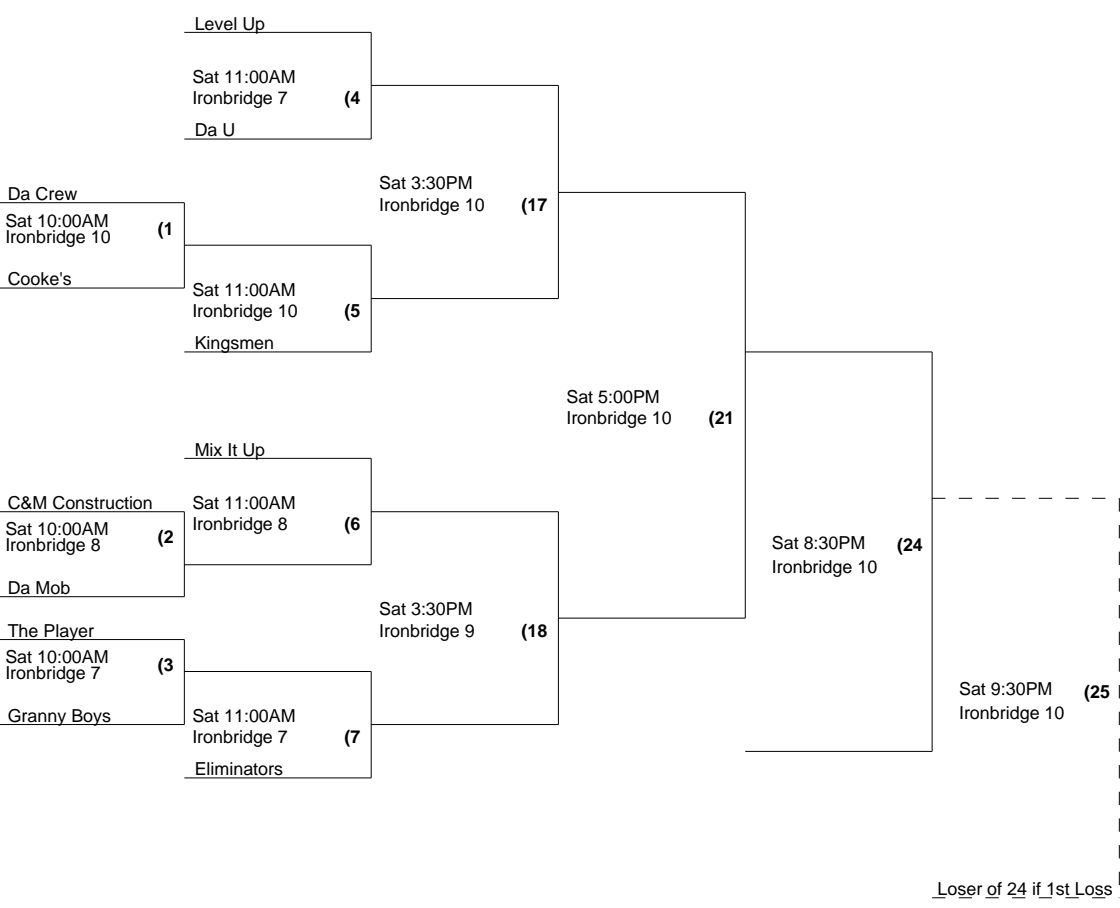 Level Up
Sat 11:00AM
Ironbridge 7 (4
Da U
Da Crew
Sat 10:00AM
Ironbridge 10 (1
Cooke's
Sat 3:30PM
Ironbridge 10 (17
Sat 11:00AM
Ironbridge 10 (5
Kingsmen
Sat 5:00PM
Ironbridge 10 (21
Mix It Up
C&M Construction
Sat 10:00AM
Ironbridge 8 (2
Da Mob
Sat 11:00AM
Ironbridge 8 (6
Sat 8:30PM (24
Ironbridge 10
Sat 3:30PM
Ironbridge 9 (18
The Player
Sat 10:00AM
Ironbridge 7 (3
Granny Boys
Sat 11:00AM
Ironbridge 7 (7
Eliminators
Sat 9:30PM (25
Ironbridge 10
Loser of 24 if 1st Loss